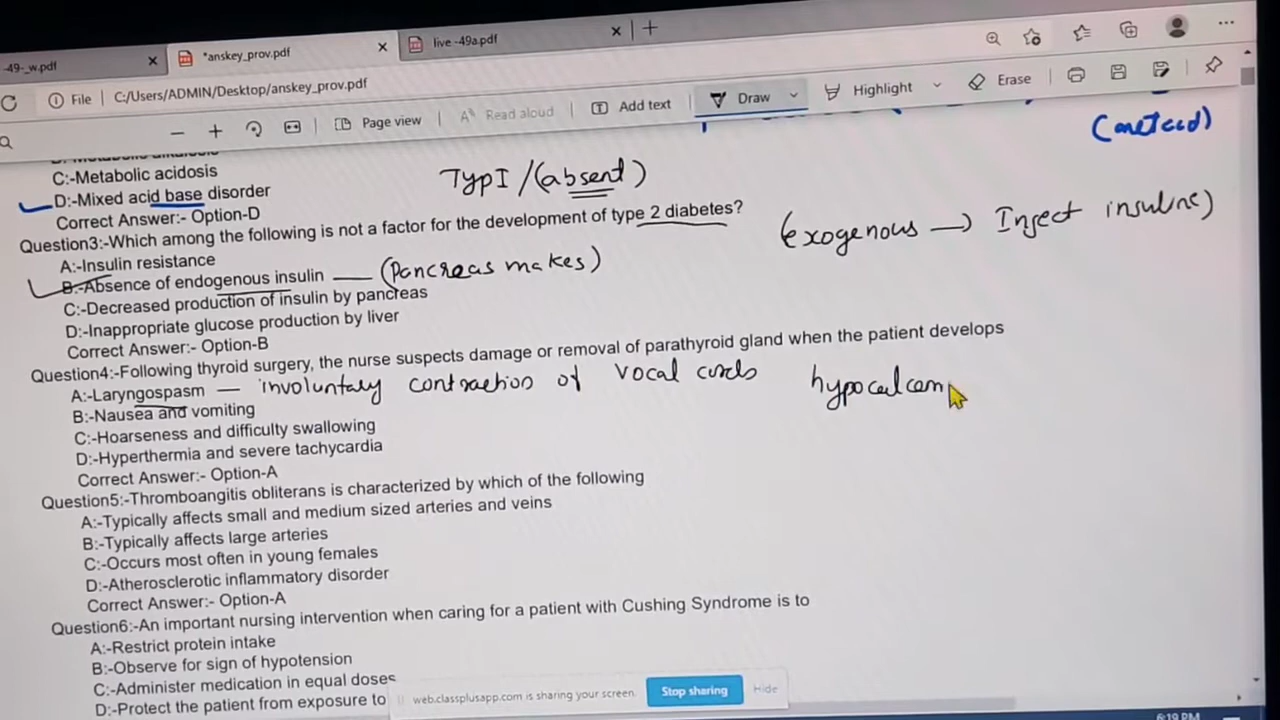 -49-_w.pdf
*anskey_prov.pdf
live -49a.pdf
File
C:/Users/ADMIN/Desktop/anskey_prov.pdf
Page view
Read aloud
Add text
Draw
Highlight
Erase
C:-Metabolic acidosis
D:-Mixed acid base disorder
Correct Answer:- Option-D
TypI /(absent)
Question3:-Which among the following is not a factor for the development of type 2 diabetes?
(exogenous → Inject insuline)
A:-Insulin resistance
B:-Absence of endogenous insulin — (Pancreas makes)
C:-Decreased production of insulin by pancreas
D:-Inappropriate glucose production by liver
Correct Answer:- Option-B
Question4:-Following thyroid surgery, the nurse suspects damage or removal of parathyroid gland when the patient develops
A:-Laryngospasm — involuntary contraction of vocal cords hypocalcem
B:-Nausea and vomiting
C:-Hoarseness and difficulty swallowing
D:-Hyperthermia and severe tachycardia
Correct Answer:- Option-A
Question5:-Thromboangitis obliterans is characterized by which of the following
A:-Typically affects small and medium sized arteries and veins
B:-Typically affects large arteries
C:-Occurs most often in young females
D:-Atherosclerotic inflammatory disorder
Correct Answer:- Option-A
Question6:-An important nursing intervention when caring for a patient with Cushing Syndrome is to
A:-Restrict protein intake
B:-Observe for sign of hypotension
C:-Administer medication in equal doses
D:-Protect the patient from exposure to
web.classplusapp.com is sharing your screen.
Stop sharing
Hide
6:19 PM